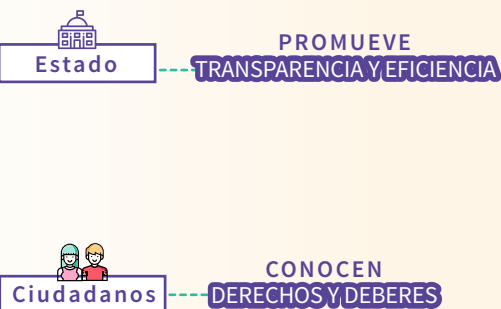 PROMUEVE
Estado
TRANSPARENCIA Y EFICIENCIA
CONOCEN
Ciudadanos
DERECHOS Y DEBERES